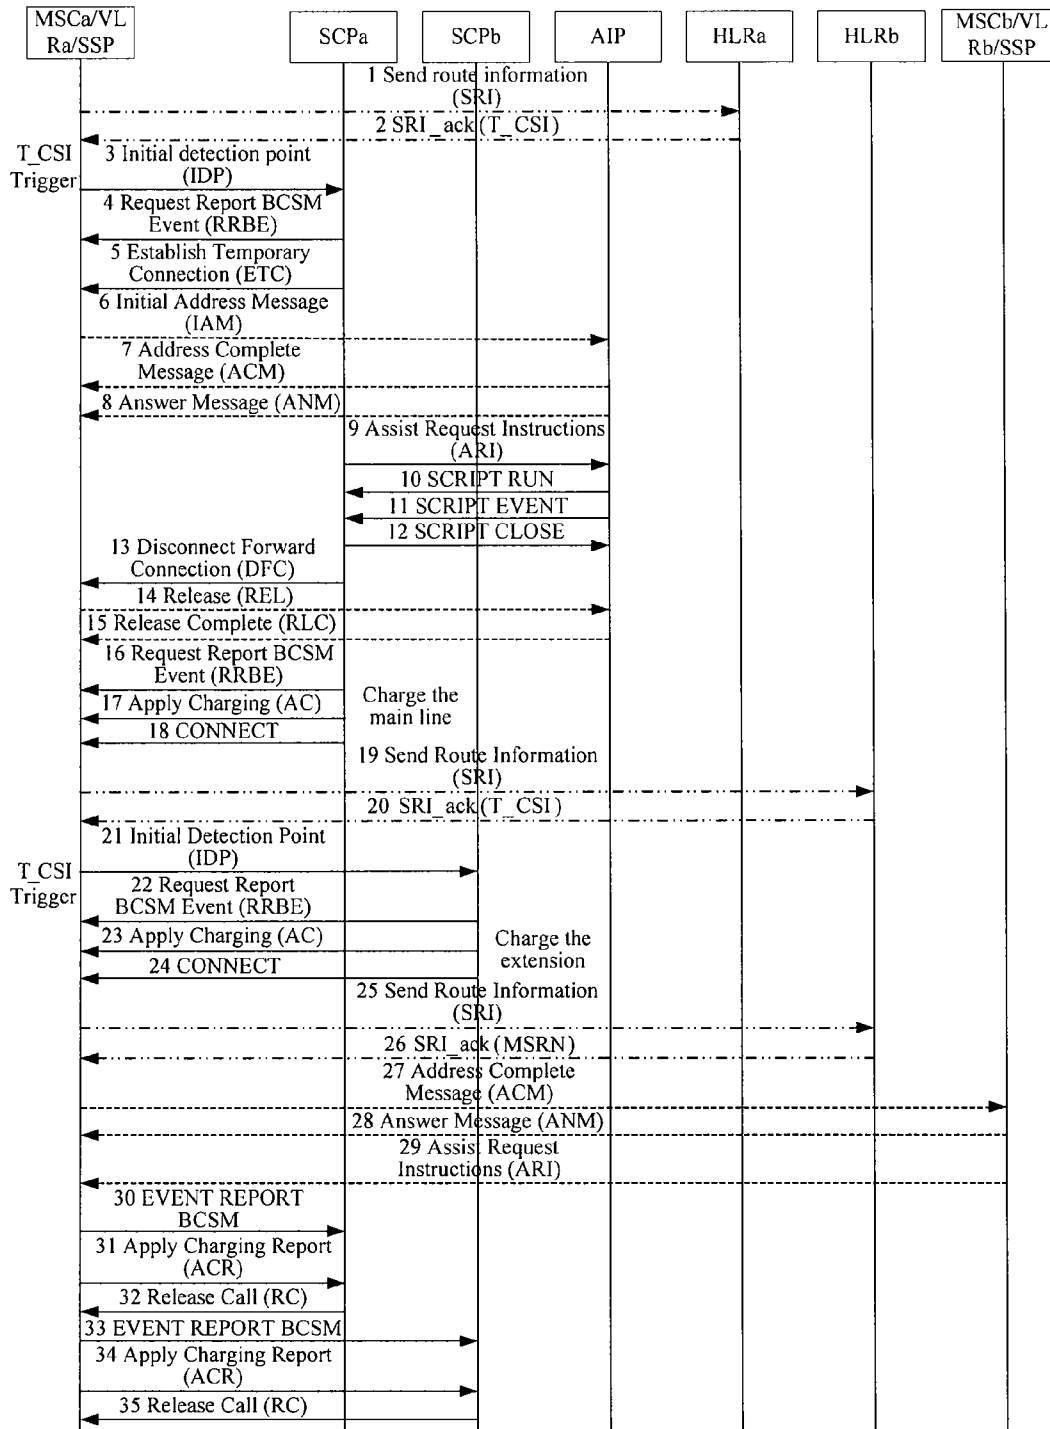 MSCa/VL
Ra/SSP
SCPa
SCPb
AIP
HLRa
HLRb
MSCb/VL
Rb/SSP
1 Send route information
(SRI)
2 SRI_ack (T_CSI)
T_CSI
Trigger
3 Initial detection point
(IDP)
4 Request Report BCSM
Event (RRBE)
5 Establish Temporary
Connection (ETC)
6 Initial Address Message
(IAM)
7 Address Complete
Message (ACM)
8 Answer Message (ANM)
9 Assist Request Instructions
(ARI)
10 SCRIPT RUN
11 SCRIPT EVENT
12 SCRIPT CLOSE
13 Disconnect Forward
Connection (DFC)
14 Release (REL)
15 Release Complete (RLC)
16 Request Report BCSM
Event (RRBE)
17 Apply Charging (AC)
Charge the
main line
18 CONNECT
19 Send Route Information
(SRI)
20 SRI_ack (T_CSI)
21 Initial Detection Point
(IDP)
T_CSI
Trigger
22 Request Report
BCSM Event (RRBE)
23 Apply Charging (AC)
Charge the
extension
24 CONNECT
25 Send Route Information
(SRI)
26 SRI_ack (MSRN)
27 Address Complete
Message (ACM)
28 Answer Message (ANM)
29 Assist Request
Instructions (ARI)
30 EVENT REPORT
BCSM
31 Apply Charging Report
(ACR)
32 Release Call (RC)
33 EVENT REPORT BCSM
34 Apply Charging Report
(ACR)
35 Release Call (RC)